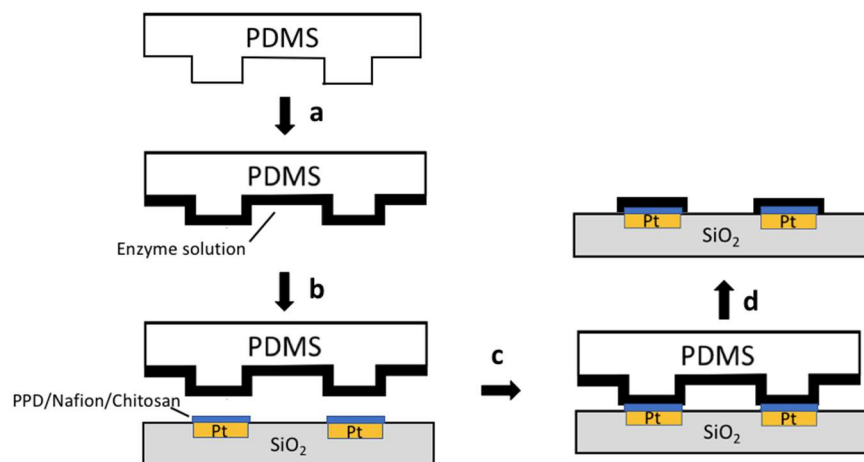 PDMS
a
PDMS
Enzyme solution
b
PDMS
PPD/Nafion/Chitosan
Pt
Pt
SiO₂
c
PDMS
Pt
Pt
SiO₂
d
Pt
Pt
SiO₂